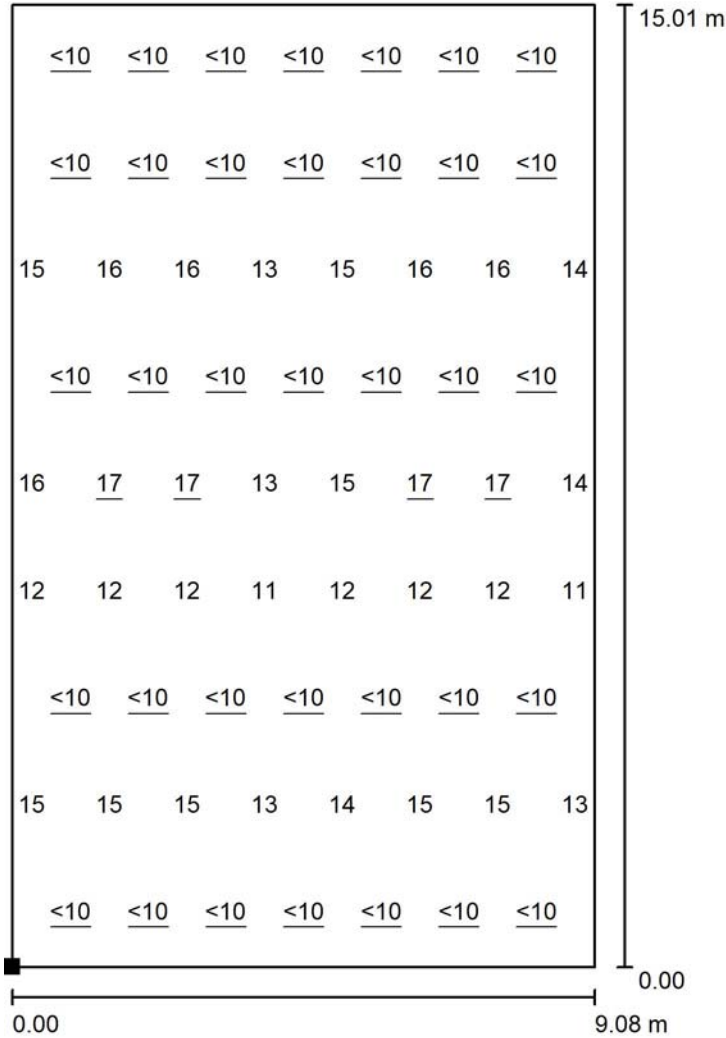 15.01 m
<10 <10 <10 <10 <10 <10 <10
<10 <10 <10 <10 <10 <10 <10
15 16 16 13 15 16 16 14
<10 <10 <10 <10 <10 <10 <10
16 17 17 13 15 17 17 14
12 12 12 11 12 12 12 11
<10 <10 <10 <10 <10 <10 <10
15 15 15 13 14 15 15 13
<10 <10 <10 <10 <10 <10 <10
0.00
0.00 9.08 m